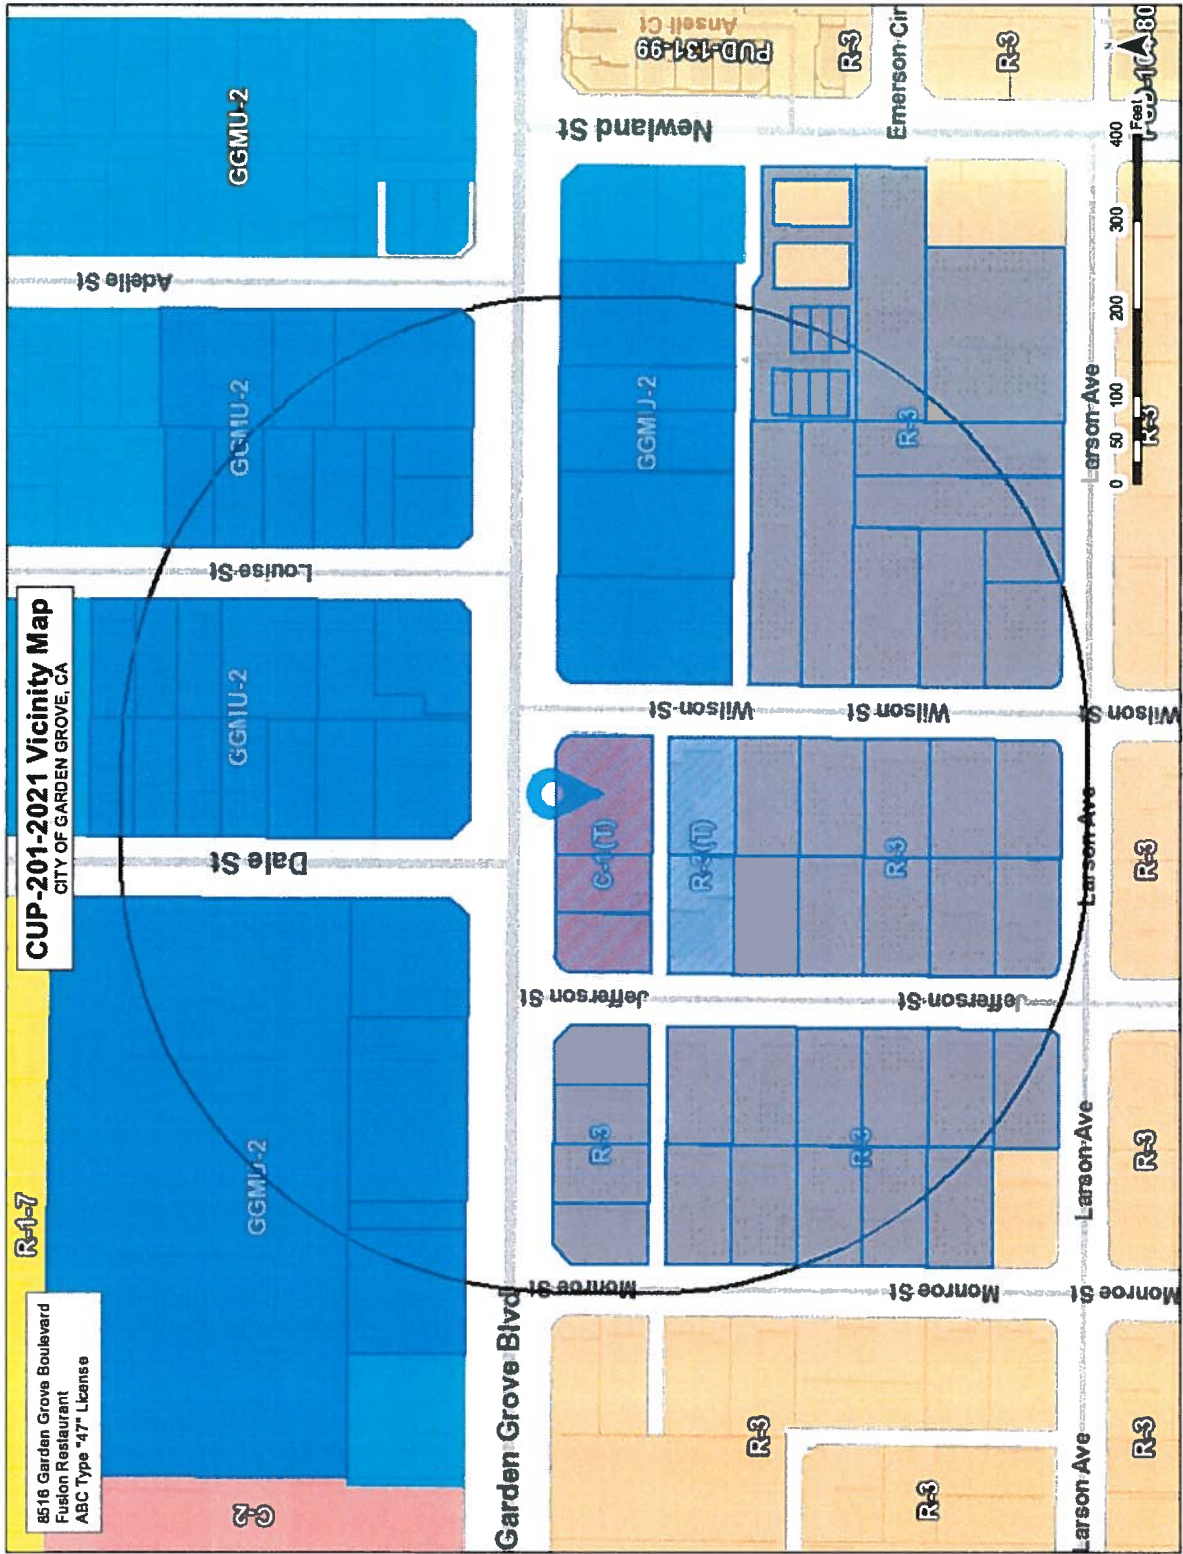 CUP-201-2021 Vicinity Map
CITY OF GARDEN GROVE, CA
8516 Garden Grove Boulevard
Fusion Restaurant
ABC Type "47" License
R-1-7
C-2
GGMU-2
GGMU-2
GGMU-2
GGMU-2
Dale St
Louise St
Adelle St
Garden Grove Blvd
Monroe St
Jefferson St
Wilson St
Newland St
GGMU-2
C-1(T)
R-3(T)
R-3
R-3
R-3
R-3
R-3
R-3
Monroe St
Jefferson St
Wilson St
PUD-131-99
Ansell Ct
R-3
Emerson Cir
R-3
Larson Ave
Larson Ave
Larson Ave
Larson Ave
Monroe St
Wilson St
R-3
R-3
R-3
R-3
PUD-104-80
N
0 50 100 200 300 400
Feet